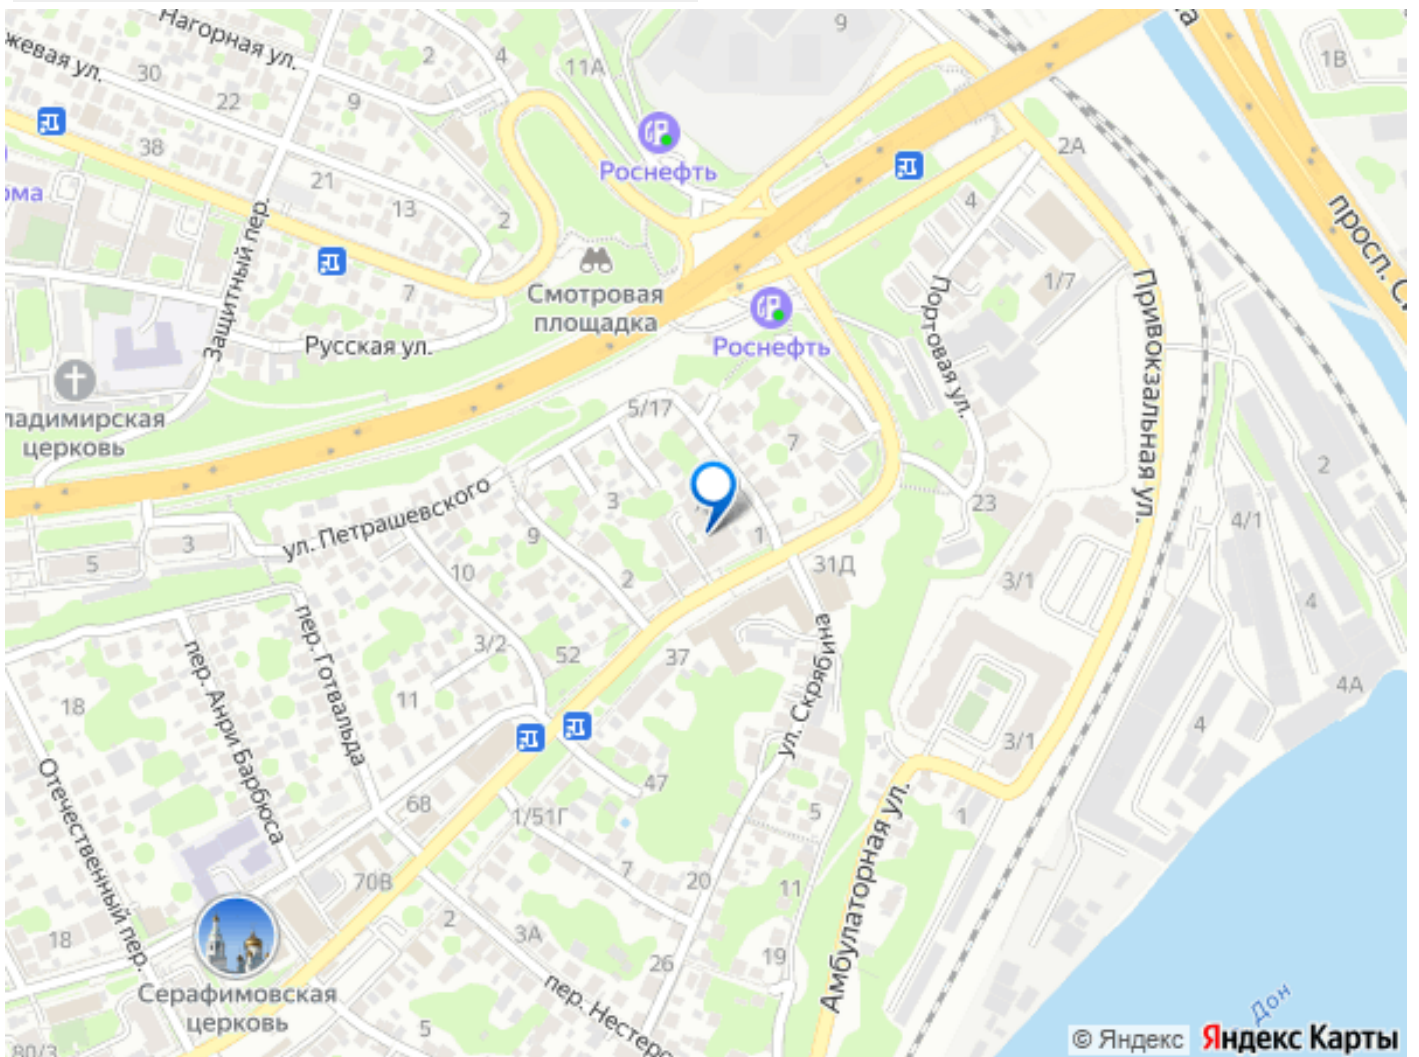 Нагорная ул.
жевая ул.
30
22
9
2
4
11А
9
1В
на
38
21
13
2
рма
Защитный пер.
7
Роснефть
2А
4
просп. С
Смотровая
площадка
Роснефть
Портовая ул.
1/7
Привокзальная ул.
Русская ул.
ладимирская
церковь
5/17
7
ул. Петрашевского
3
9
3
5
1
23
2
4/1
31Д
3/1
4
10
2
пер. Готвальда
пер. Анри Барбюса
3/2
52
37
ул. Скрябина
18
11
4А
4
3/1
Отечественный пер.
47
68
1/51Г
5
1
Амбулаторная ул.
70В
7
20
11
2
3А
18
26
19
Серафимовская
церковь
пер. Нестеро
5
80/3
Дон
© Яндекс Яндекс Карты